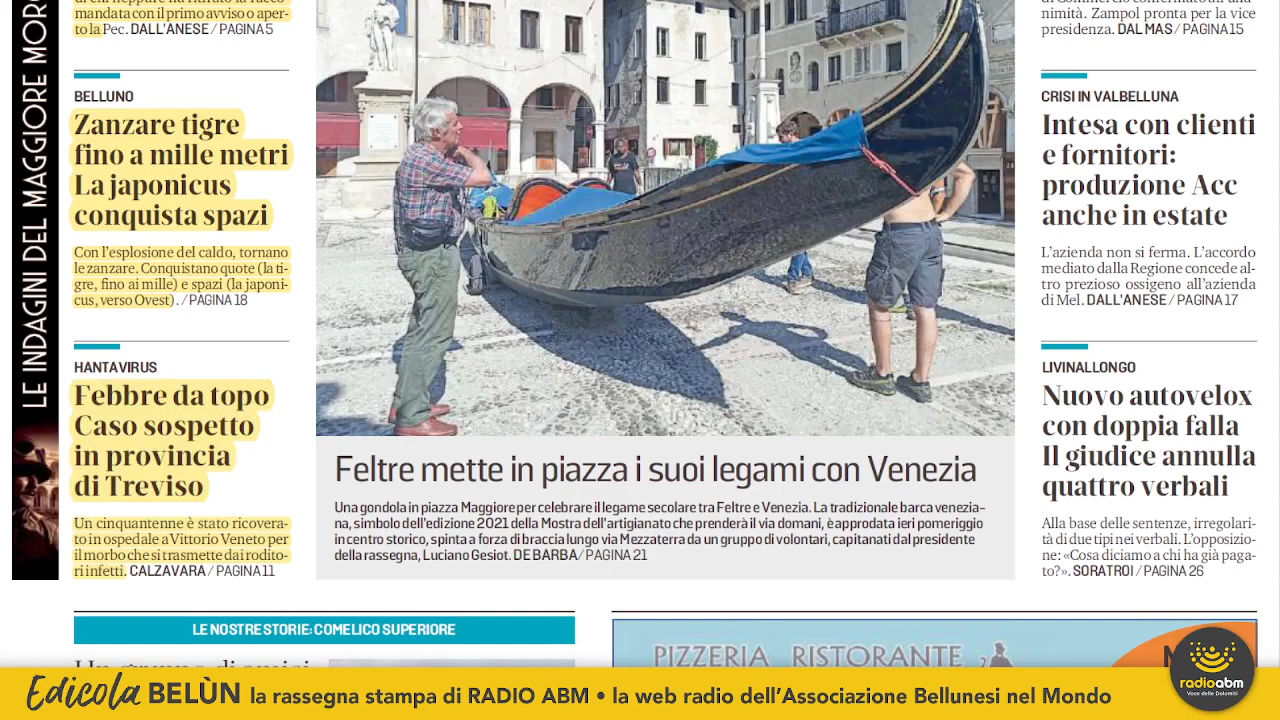 LE INDAGINI DEL MAGGIORE MORO
mandata con il primo avviso o aper-
to la Pec. DALL'ANESE / PAGINA 5
BELLUNO
Zanzare tigre
fino a mille metri
La japonicus
conquista spazi
Con l'esplosione del caldo, tornano
le zanzare. Conquistano quote (la ti-
gre, fino ai mille) e spazi (la japoni-
cus, verso Ovest). / PAGINA 18
HANTAVIRUS
Febbre da topo
Caso sospetto
in provincia
di Treviso
Un cinquantenne è stato ricovera-
to in ospedale a Vittorio Veneto per
il morbo che si trasmette dai rodito-
ri infetti. CALZAVARA / PAGINA 11
Feltre mette in piazza i suoi legami con Venezia
Una gondola in piazza Maggiore per celebrare il legame secolare tra Feltre e Venezia. La tradizionale barca venezia-
na, simbolo dell'edizione 2021 della Mostra dell'artigianato che prenderà il via domani, è approdata ieri pomeriggio
in centro storico, spinta a forza di braccia lungo via Mezzaterra da un gruppo di volontari, capitanati dal presidente
della rassegna, Luciano Gesiot. DE BARBA / PAGINA 21
nimità. Zampol pronta per la vice
presidenza. DAL MAS / PAGINA 15
CRISI IN VALBELLUNA
Intesa con clienti
e fornitori:
produzione Acc
anche in estate
L'azienda non si ferma. L'accordo
mediato dalla Regione concede al-
tro prezioso ossigeno all'azienda
di Mel. DALL'ANESE / PAGINA 17
LIVINALLONGO
Nuovo autovelox
con doppia falla
Il giudice annulla
quattro verbali
Alla base delle sentenze, irregolari-
tà di due tipi nei verbali. L'opposizio-
ne: «Cosa diciamo a chi ha già paga-
to?». SORATROI / PAGINA 26
LE NOSTRE STORIE: COMELICO SUPERIORE
Un gruppo di amici
PIZZERIA RISTORANTE
Edicola BELÙN la rassegna stampa di RADIO ABM • la web radio dell'Associazione Bellunesi nel Mondo
radioabm
Voce delle Dolomiti